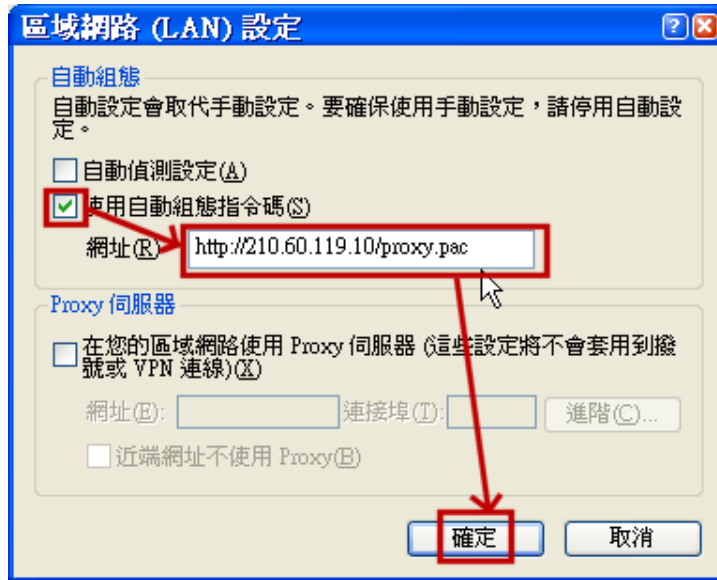 區域網路 (LAN) 設定
自動組態
自動設定會取代手動設定。要確保使用手動設定，請停用自動設
定。
自動偵測設定(A)
使用自動組態指令碼(S)
網址(R) http://210.60.119.10/proxy.pac
Proxy 伺服器
在您的區域網路使用 Proxy 伺服器 (這些設定將不會套用到撥
號或 VPN 連線)(X)
網址(E): 連接埠(T): 進階(C)...
近端網址不使用 Proxy(B)
確定 取消